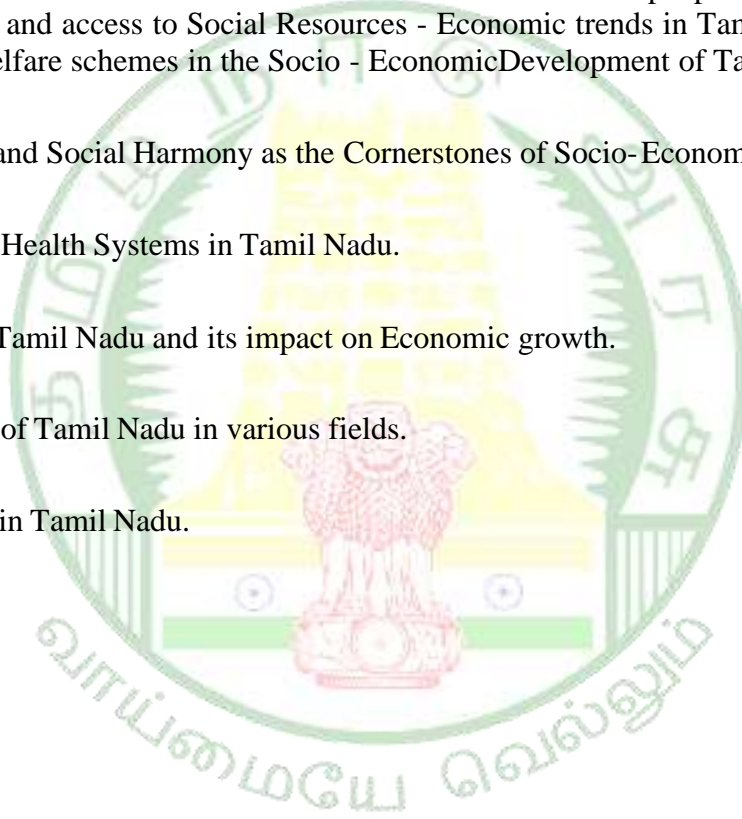 and access to Social Resources - Economic trends in Tam
elfare schemes in the Socio - EconomicDevelopment of Ta
and Social Harmony as the Cornerstones of Socio-Econom
Health Systems in Tamil Nadu.
Tamil Nadu and its impact on Economic growth.
of Tamil Nadu in various fields.
in Tamil Nadu.
தமிழ் நாடு அரசு
வாய்மையே வெல்லும்